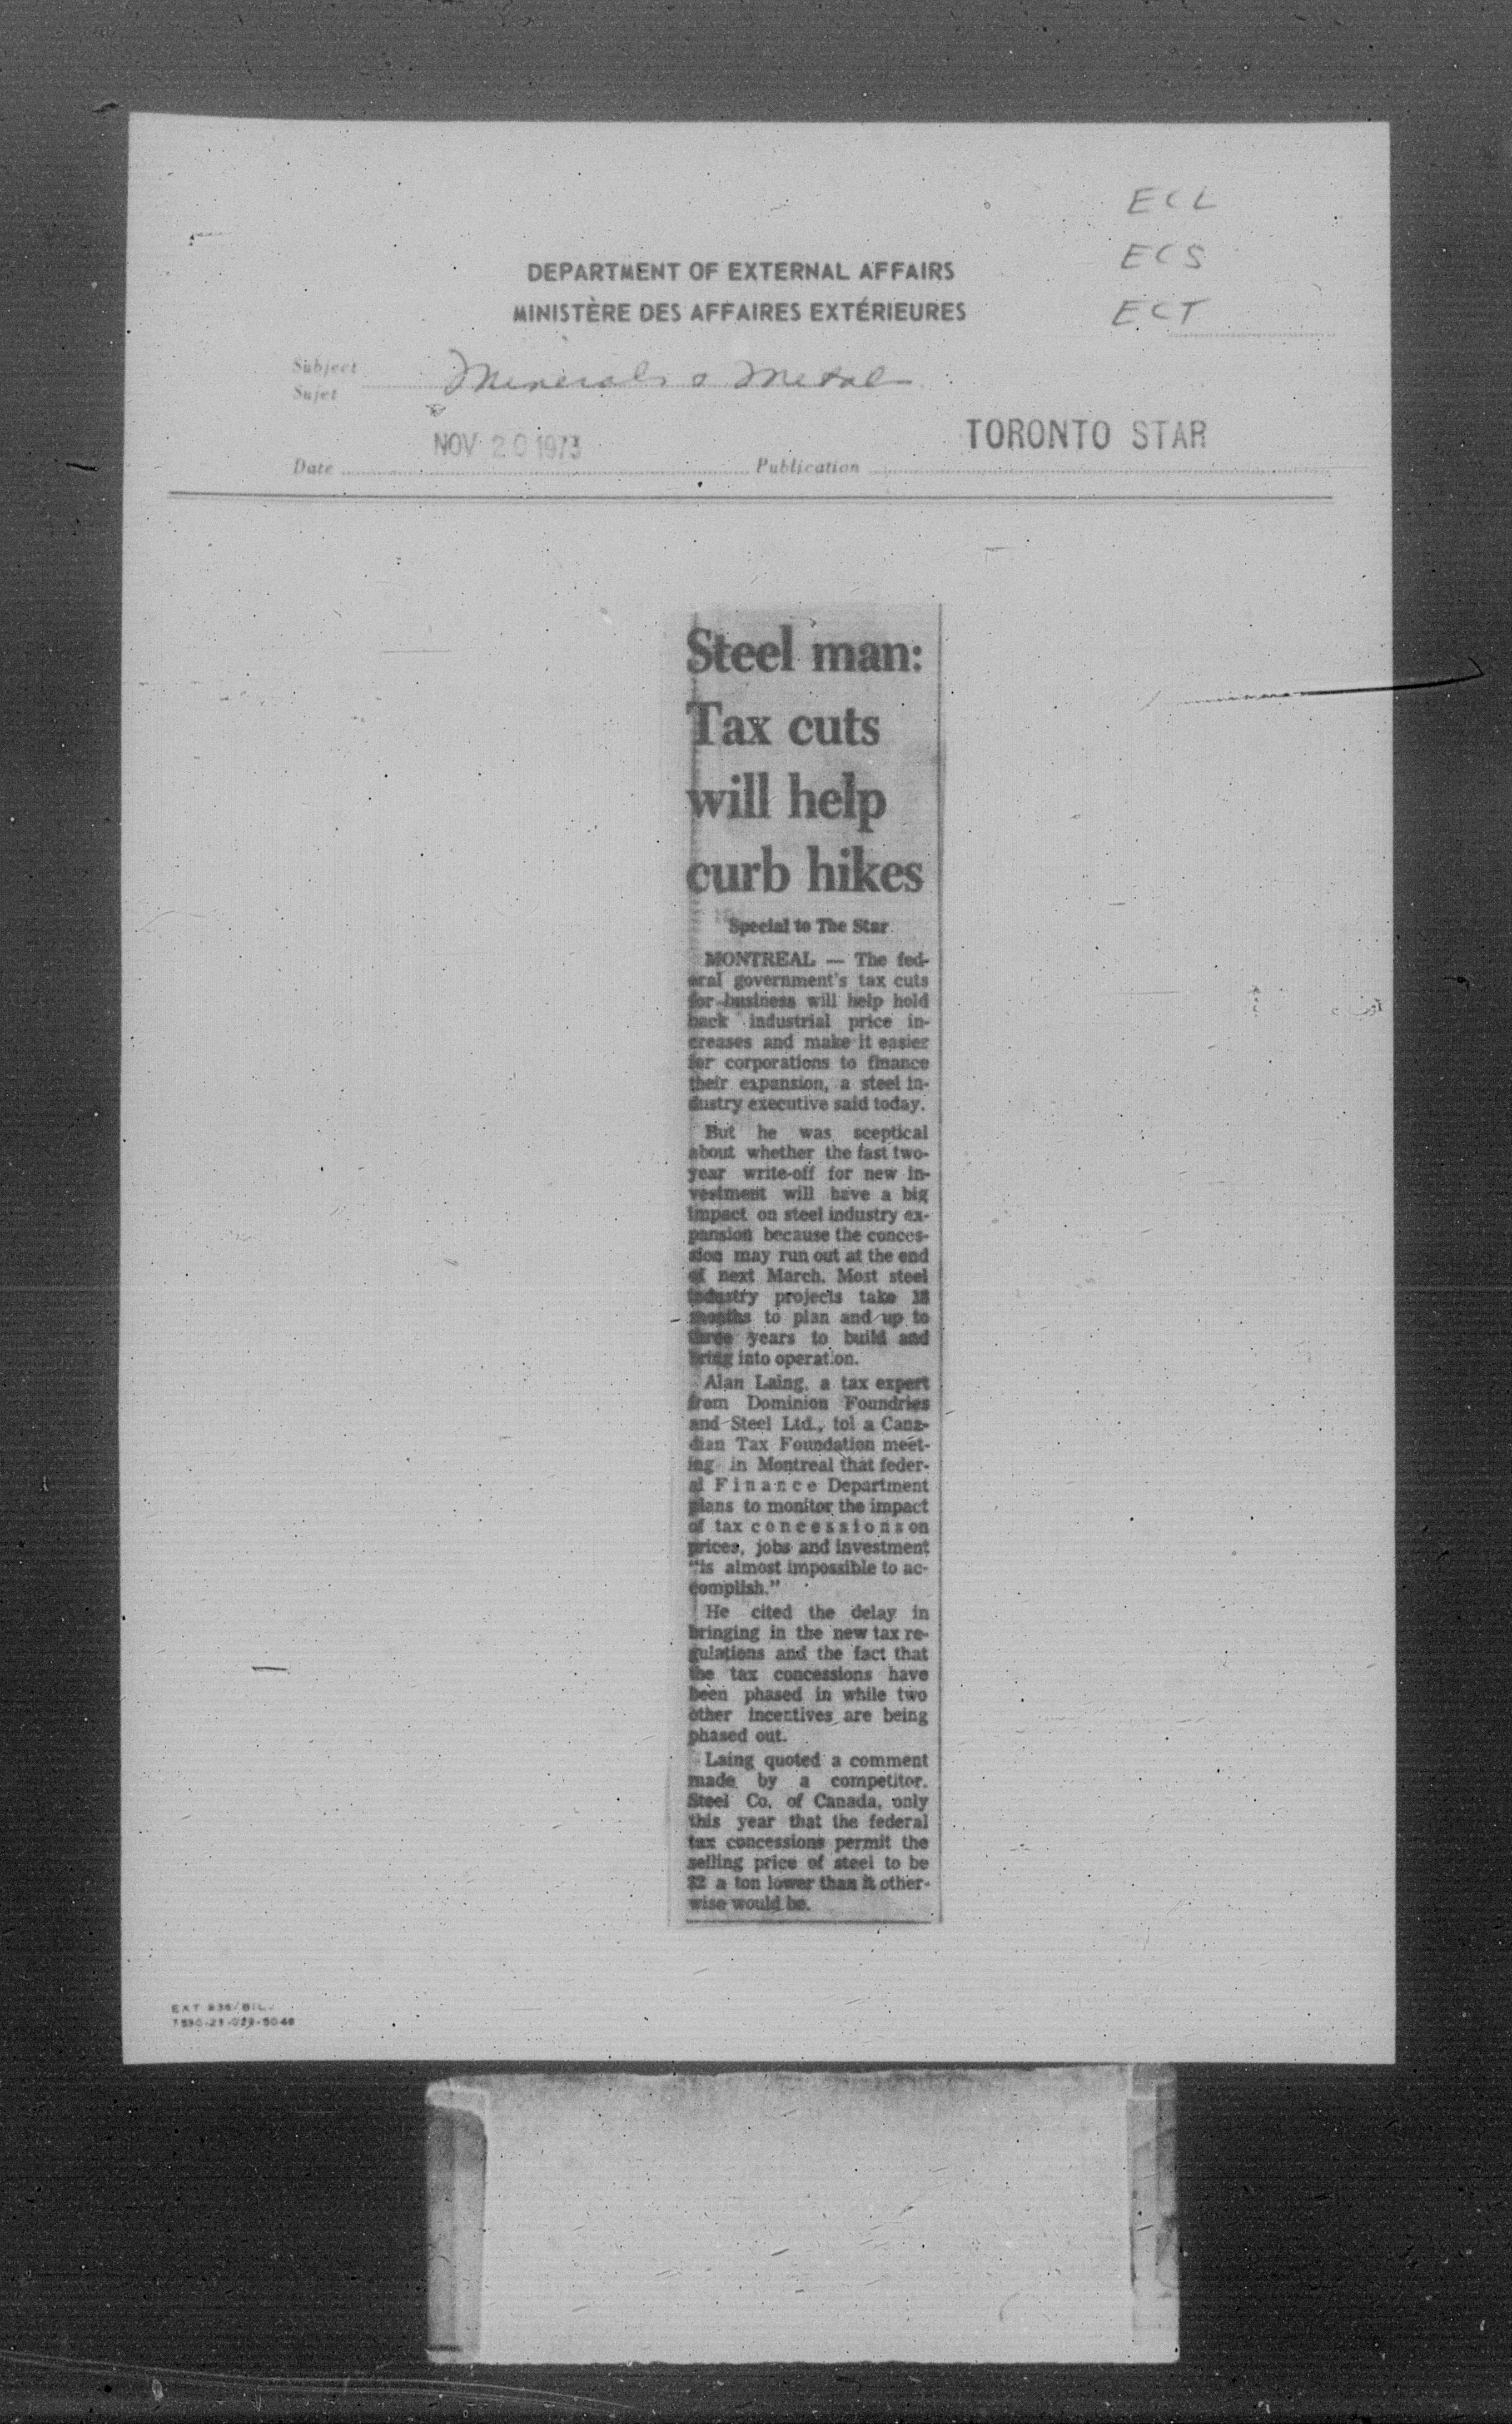 ECL
ECS
ECT
DEPARTMENT OF EXTERNAL AFFAIRS
MINISTÈRE DES AFFAIRES EXTÉRIEURES
Subject
Sujet
Minerals & Metals
NOV 20 1973
TORONTO STAR
Date
Publication
Steel man:
Tax cuts
will help
curb hikes
Special to The Star
MONTREAL — The fed-
eral government's tax cuts
for business will help hold
back industrial price in-
creases and make it easier
for corporations to finance
their expansion, a steel in-
dustry executive said today.
But he was sceptical
about whether the fast two-
year write-off for new in-
vestment will have a big
impact on steel industry ex-
pansion because the conces-
sion may run out at the end
of next March. Most steel
industry projects take 18
months to plan and up to
three years to build and
bring into operation.
Alan Laing, a tax expert
from Dominion Foundries
and Steel Ltd., tol a Cana-
dian Tax Foundation meet-
ing in Montreal that feder-
al Finance Department
plans to monitor the impact
of tax concessions on
prices, jobs and investment
"is almost impossible to ac-
complish."
He cited the delay in
bringing in the new tax re-
gulations and the fact that
the tax concessions have
been phased in while two
other incentives are being
phased out.
Laing quoted a comment
made by a competitor,
Steel Co. of Canada, only
this year that the federal
tax concessions permit the
selling price of steel to be
$2 a ton lower than it other-
wise would be.
EXT